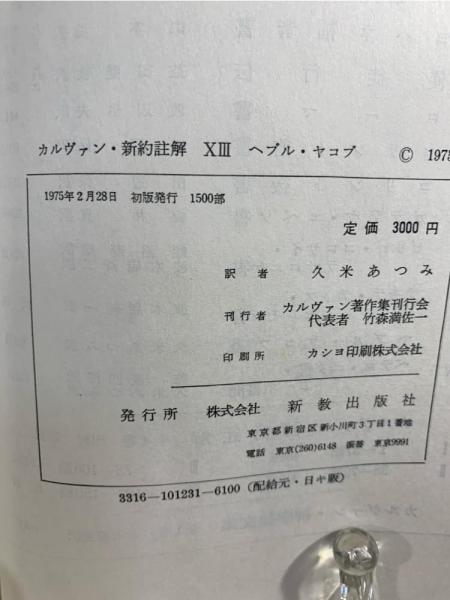 カルヴァン・新約註解 XIII ヘブル・ヤコブ © 1975
1975年2月28日 初版発行 1500部
定価 3000円
訳者 久米あつみ
刊行者 カルヴァン著作集刊行会
代表者 竹森満佐一
印刷所 カシヨ印刷株式会社
発行所 株式会社 新教出版社
東京都新宿区新小川町3丁目1番地
電話 東京(260)6148 振替 東京9991
3316—101231—6100 (配給元・日キ販)